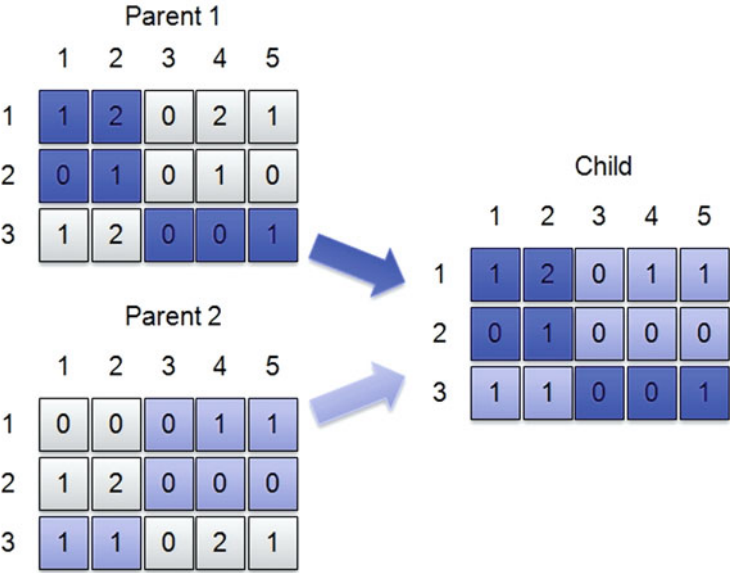 Parent 1
1 2 3 4 5
1 1 2 0 2 1
2 0 1 0 1 0
3 1 2 0 0 1
Parent 2
1 2 3 4 5
1 0 0 0 1 1
2 1 2 0 0 0
3 1 1 0 2 1
Child
1 2 3 4 5
1 1 2 0 1 1
2 0 1 0 0 0
3 1 1 0 0 1